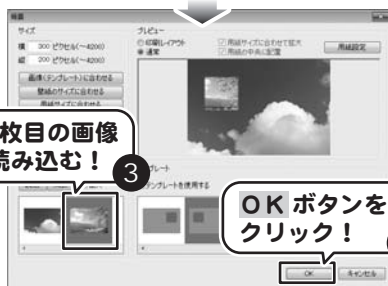 サイズ
横 300 ピクセル(～4200)
縦 200 ピクセル(～4200)
画像(テンプレート)に合わせる
壁紙のサイズに合わせる
用紙サイズに合わせる
プレビュー
印刷レイアウト
通常
用紙サイズに合わせて拡大
用紙の中央に配置
用紙設定
枚目の画像
読み込む！
3
プレート
テンプレートを使用する
OK ボタンを
クリック！
OK
キャンセル